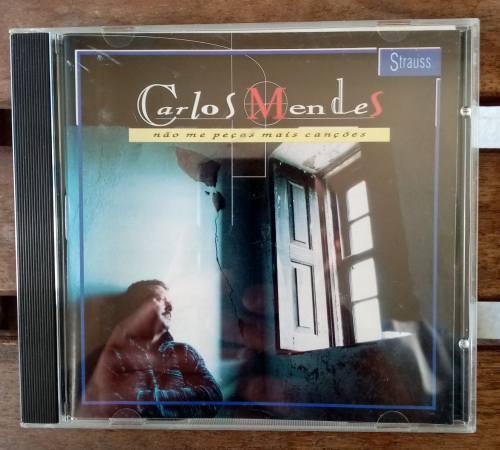 Strauss
Carlos Mendes
não me peças mais canções